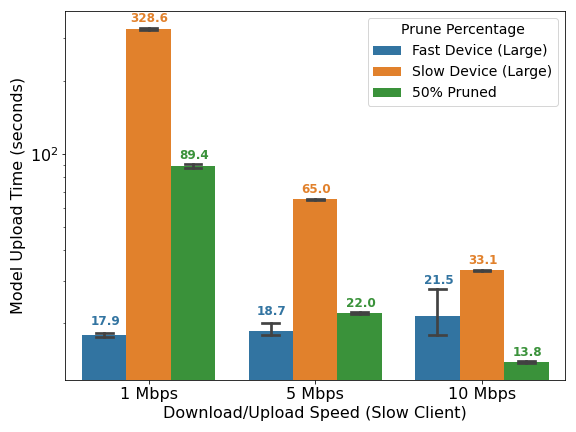 Prune Percentage
Fast Device (Large)
Slow Device (Large)
50% Pruned
Model Upload Time (seconds)
10²
328.6
89.4
17.9
65.0
18.7
22.0
33.1
21.5
13.8
1 Mbps
5 Mbps
10 Mbps
Download/Upload Speed (Slow Client)